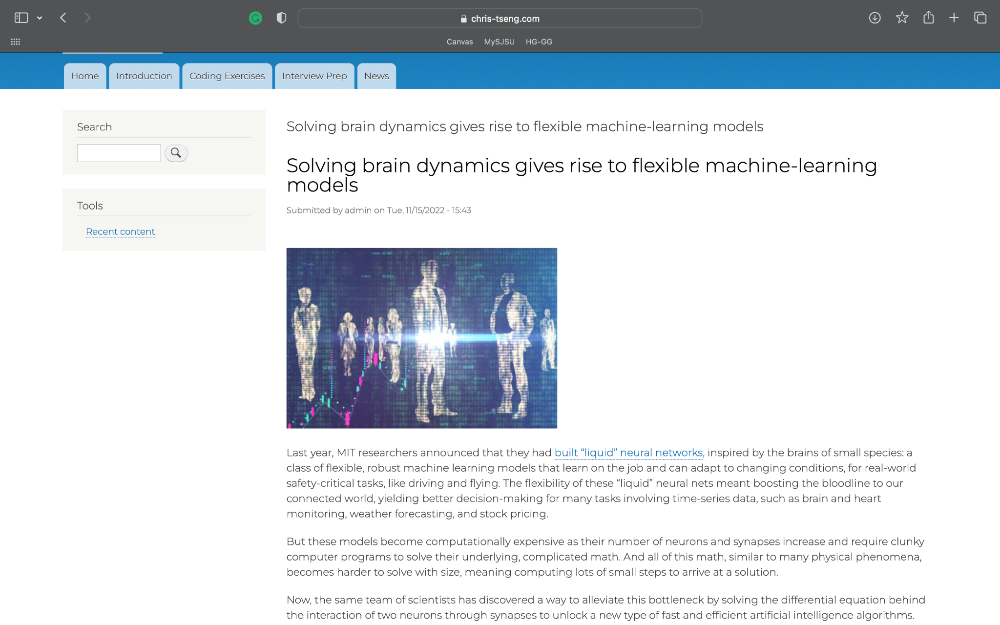 chris-tseng.com
Canvas MySJSU HG-GG
Home Introduction Coding Exercises Interview Prep News
Search
Tools
Recent content
Solving brain dynamics gives rise to flexible machine-learning models
Solving brain dynamics gives rise to flexible machine-learning
models
Submitted by admin on Tue, 11/15/2022 - 15:43
Last year, MIT researchers announced that they had built “liquid” neural networks, inspired by the brains of small species: a
class of flexible, robust machine learning models that learn on the job and can adapt to changing conditions, for real-world
safety-critical tasks, like driving and flying. The flexibility of these “liquid” neural nets meant boosting the bloodline to our
connected world, yielding better decision-making for many tasks involving time-series data, such as brain and heart
monitoring, weather forecasting, and stock pricing.
But these models become computationally expensive as their number of neurons and synapses increase and require clunky
computer programs to solve their underlying, complicated math. And all of this math, similar to many physical phenomena,
becomes harder to solve with size, meaning computing lots of small steps to arrive at a solution.
Now, the same team of scientists has discovered a way to alleviate this bottleneck by solving the differential equation behind
the interaction of two neurons through synapses to unlock a new type of fast and efficient artificial intelligence algorithms.